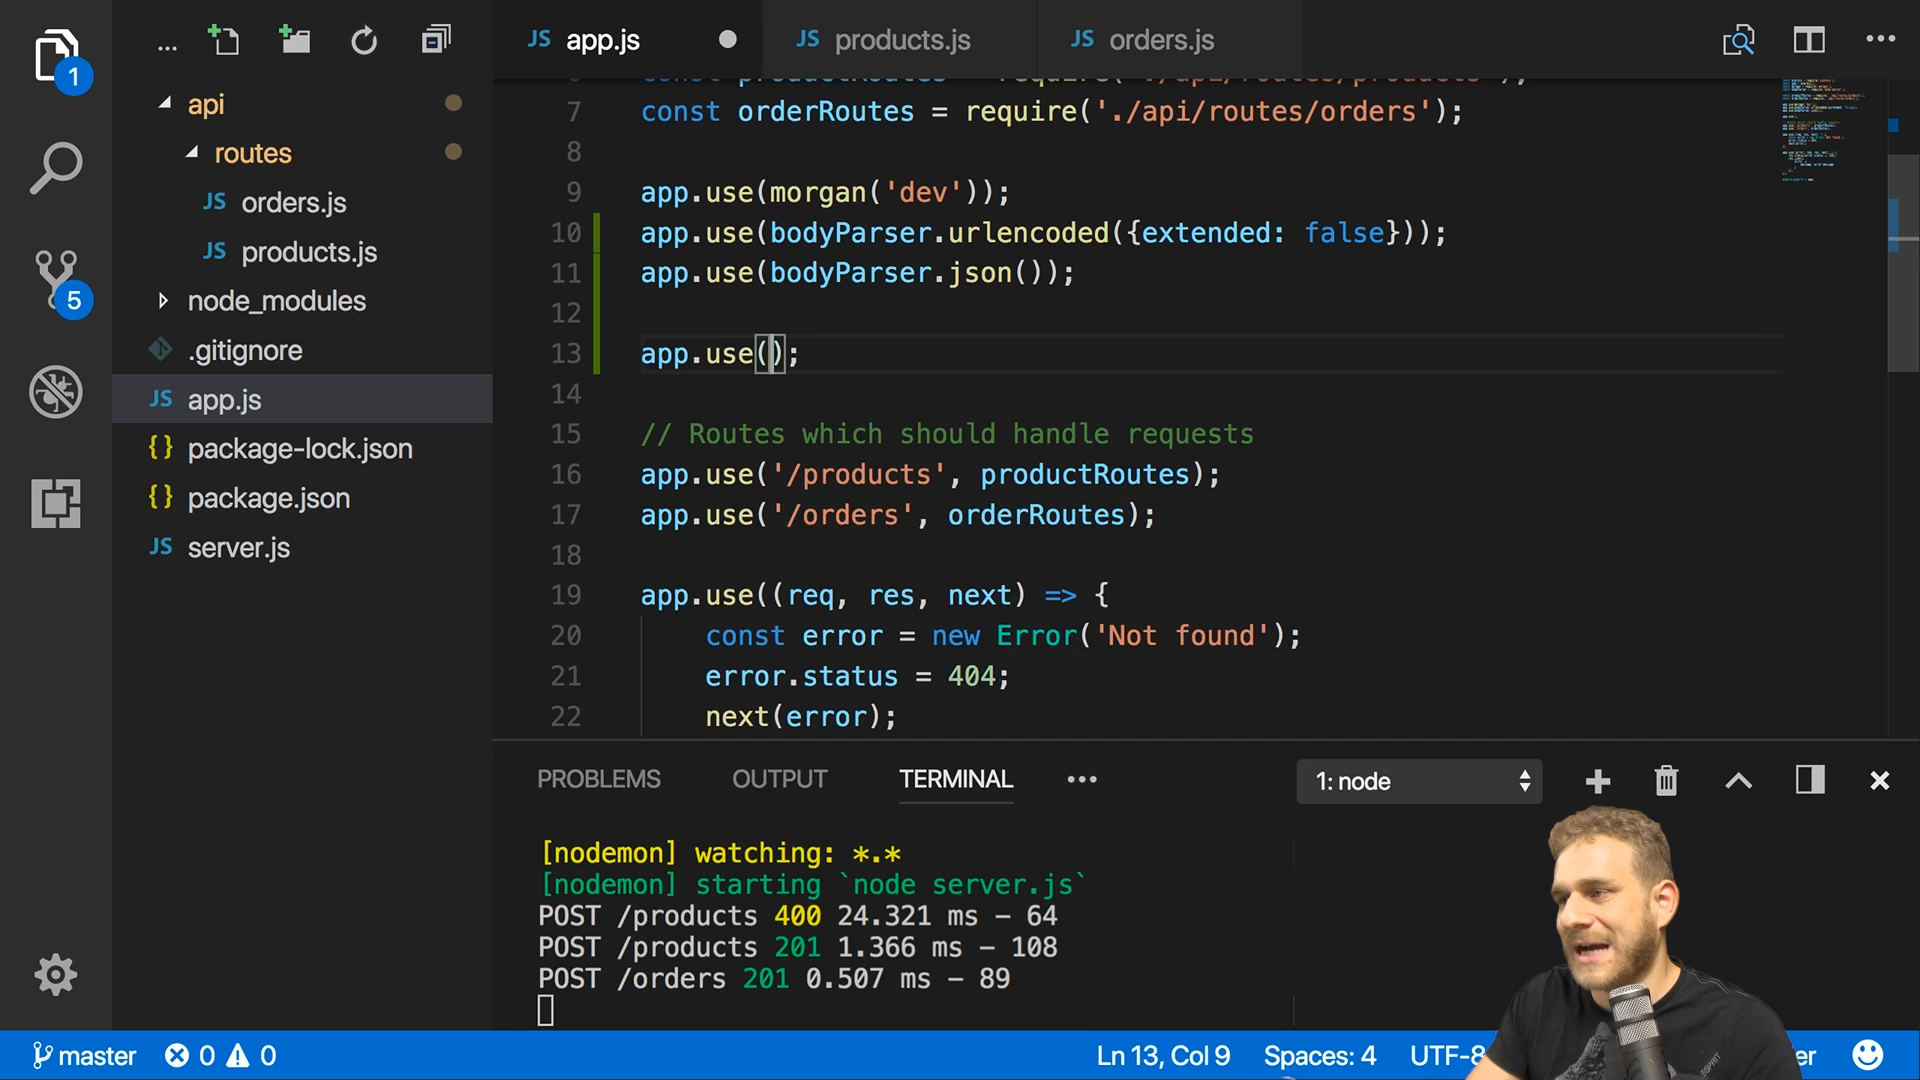 1
5
...
api
routes
JS orders.js
JS products.js
node_modules
.gitignore
JS app.js
{} package-lock.json
{} package.json
JS server.js
JS app.js
JS products.js
JS orders.js
const productRoutes = require('./api/routes/products');
7 const orderRoutes = require('./api/routes/orders');
8
9 app.use(morgan('dev'));
10 app.use(bodyParser.urlencoded({extended: false}));
11 app.use(bodyParser.json());
12
13 app.use();
14
15 // Routes which should handle requests
16 app.use('/products', productRoutes);
17 app.use('/orders', orderRoutes);
18
19 app.use((req, res, next) => {
20 const error = new Error('Not found');
21 error.status = 404;
22 next(error);
PROBLEMS OUTPUT TERMINAL ... 1: node
[nodemon] watching: *.*
[nodemon] starting `node server.js`
POST /products 400 24.321 ms - 64
POST /products 201 1.366 ms - 108
POST /orders 201 0.507 ms - 89
master 0 0 Ln 13, Col 9 Spaces: 4 UTF-8